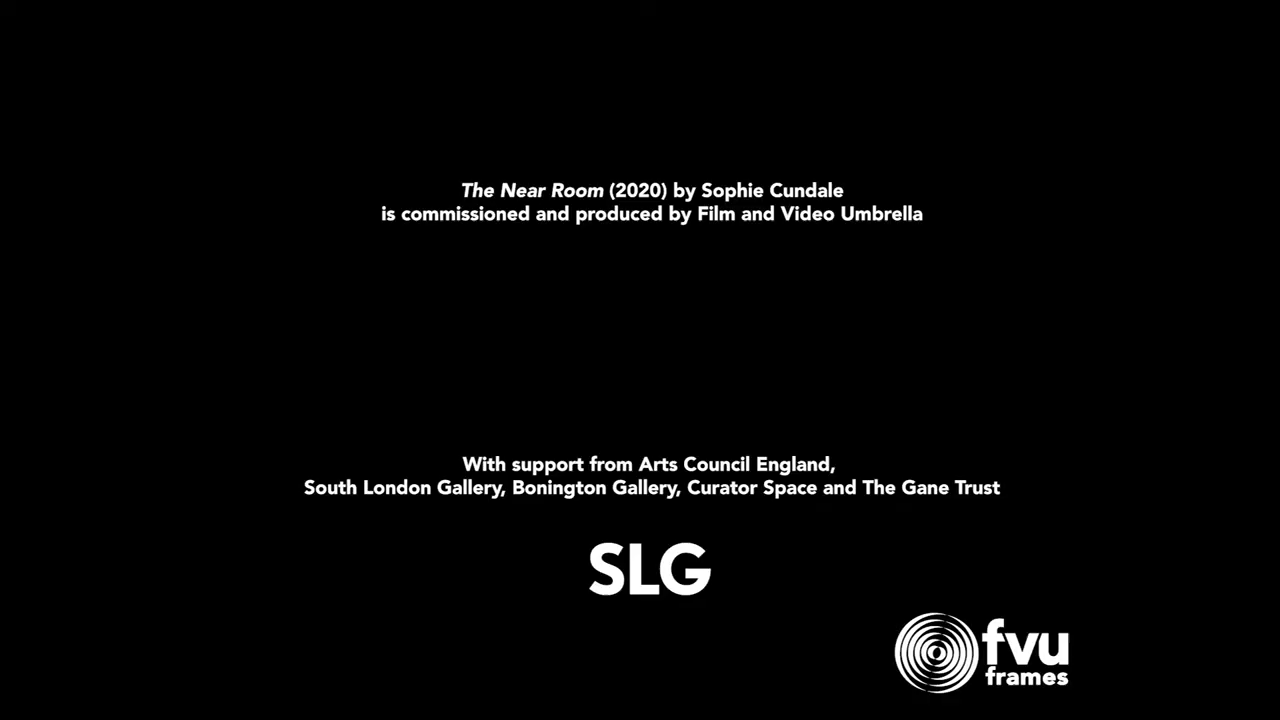 The Near Room (2020) by Sophie Cundale
is commissioned and produced by Film and Video Umbrella
With support from Arts Council England,
South London Gallery, Bonington Gallery, Curator Space and The Gane Trust
SLG
fvu
frames